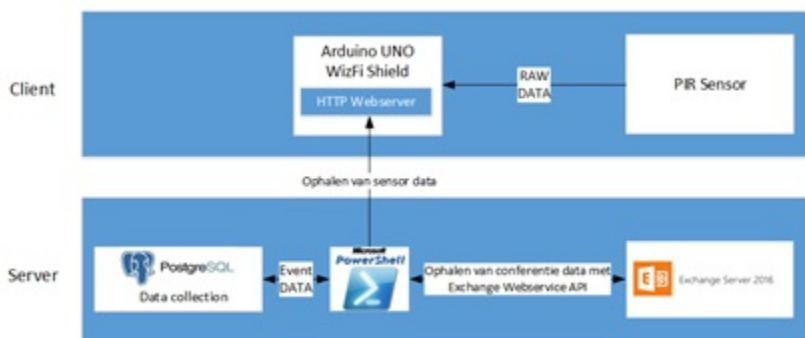 Client
Arduino UNO
WizFi Shield
HTTP Webserver
RAW
DATA
PIR Sensor
Ophalen van sensor data
Server
PostgreSQL
Data collection
Event
DATA
Microsoft
PowerShell
Ophalen van conferentie data met
Exchange Webservice API
E
Exchange Server 2016